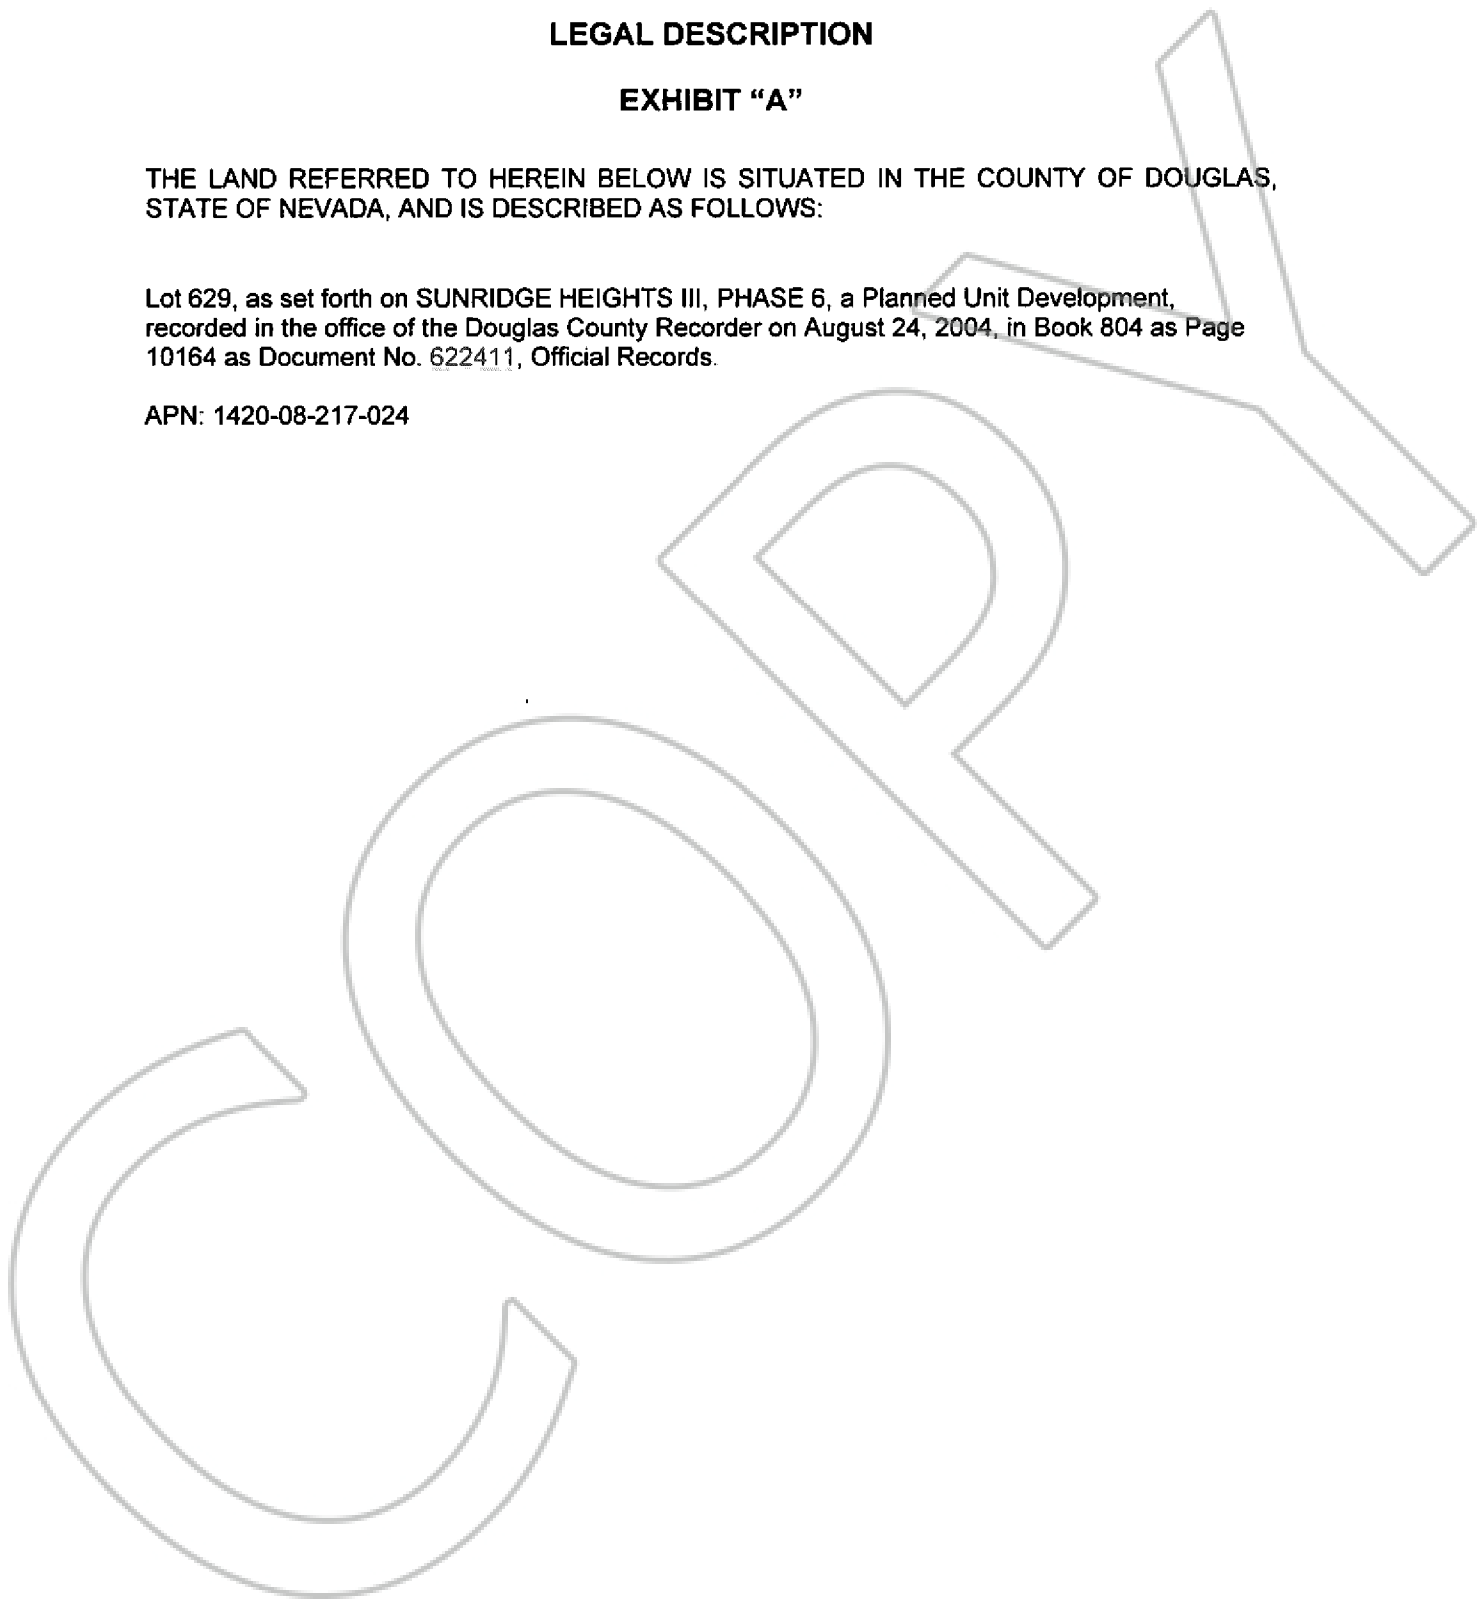 LEGAL DESCRIPTION
EXHIBIT “A”
THE LAND REFERRED TO HEREIN BELOW IS SITUATED IN THE COUNTY OF DOUGLAS,
STATE OF NEVADA, AND IS DESCRIBED AS FOLLOWS:
Lot 629, as set forth on SUNRIDGE HEIGHTS III, PHASE 6, a Planned Unit Development,
recorded in the office of the Douglas County Recorder on August 24, 2004, in Book 804 as Page
10164 as Document No. 622411, Official Records.
APN: 1420-08-217-024
COPY